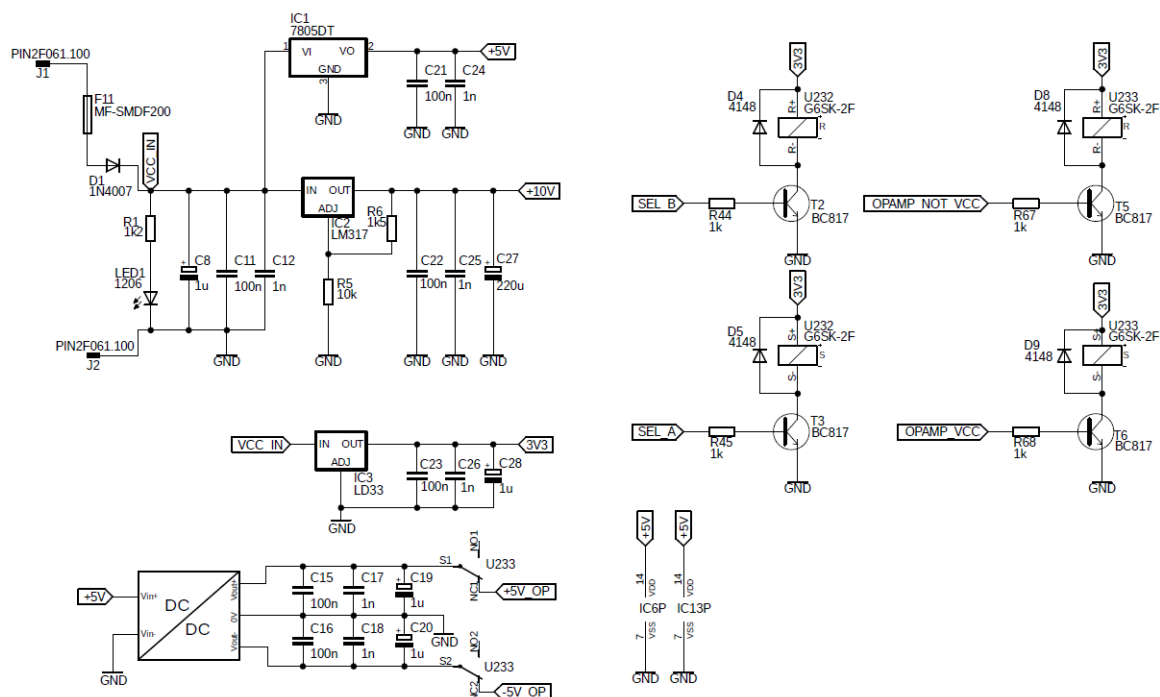 IC1
7805DT
1
VI
VO
2
GND
3
+5V
C21
100n
C24
1n
GND
GND
GND
PIN2F061.100
J1
F11
MF-SMDF200
VCC_IN
D1
1N4007
R1
1k2
LED1
1206
C8
+
1u
C11
100n
C12
1n
IN
OUT
ADJ
IC2
LM317
R6
1k5
R5
10k
+10V
C22
100n
C25
1n
C27
+
220u
PIN2F061.100
J2
GND
GND
GND
GND
GND
VCC_IN
IN
OUT
ADJ
IC3
LD33
3V3
C23
100n
C26
1n
C28
+
1u
GND
+5V
Vin+
Vin-
DC
DC
Vout+
0V
Vout-
GND
C15
100n
C17
1n
C19
+
1u
C16
100n
C18
1n
C20
+
1u
GND
S1
NO1
NC1
U233
+5V_OP
S2
NO2
U233
-5V_OP
3V3
D4
4148
U232
G6SK-2F
R+
R
R-
SEL_B
R44
1k
T2
BC817
GND
3V3
D8
4148
U233
G6SK-2F
R+
R
R-
OPAMP_NOT_VCC
R67
1k
T5
BC817
GND
3V3
D5
4148
U232
G6SK-2F
S+
S
S-
SEL_A
R45
1k
T3
BC817
GND
3V3
D9
4148
U233
G6SK-2F
S+
S
S-
OPAMP_VCC
R68
1k
T6
BC817
GND
+5V
14
VDD
IC6P
7
VSS
GND
+5V
14
VDD
IC13P
7
VSS
GND